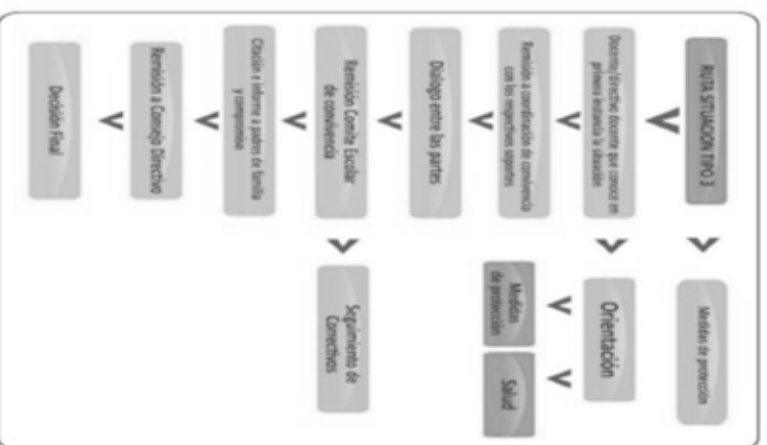 RUTA SITUACION TIPO 3
Medidas de protección
Docente/directivo docente que conoce en
primera instancia la situación
Orientación
Medidas
de protección
Salud
Remisión a coordinación de convivencia
con los respectivos soportes
Dialogo entre las partes
Remisión Comite Escolar
de convivencia
Seguimiento de
Correctivos
Citación e informe a padres de familia
y compromiso
Remisión a Consejo Directivo
Decisión Final